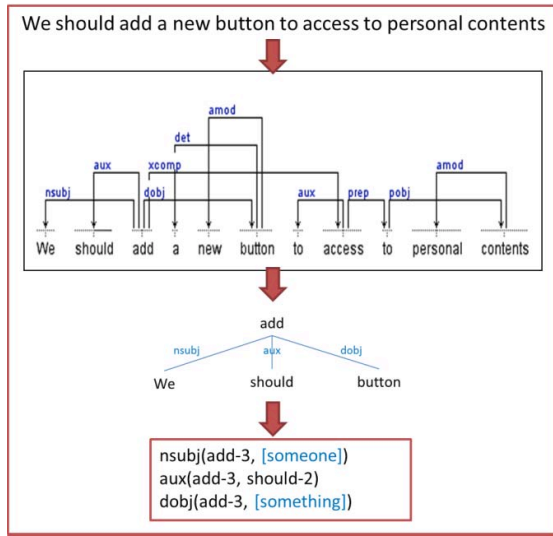 We should add a new button to access to personal contents
amod
det
aux xcomp amod
nsubj dobj aux prep pobj
We should add a new button to access to personal contents
add
nsubj aux dobj
We should button
nsubj(add-3, [someone])
aux(add-3, should-2)
dobj(add-3, [something])